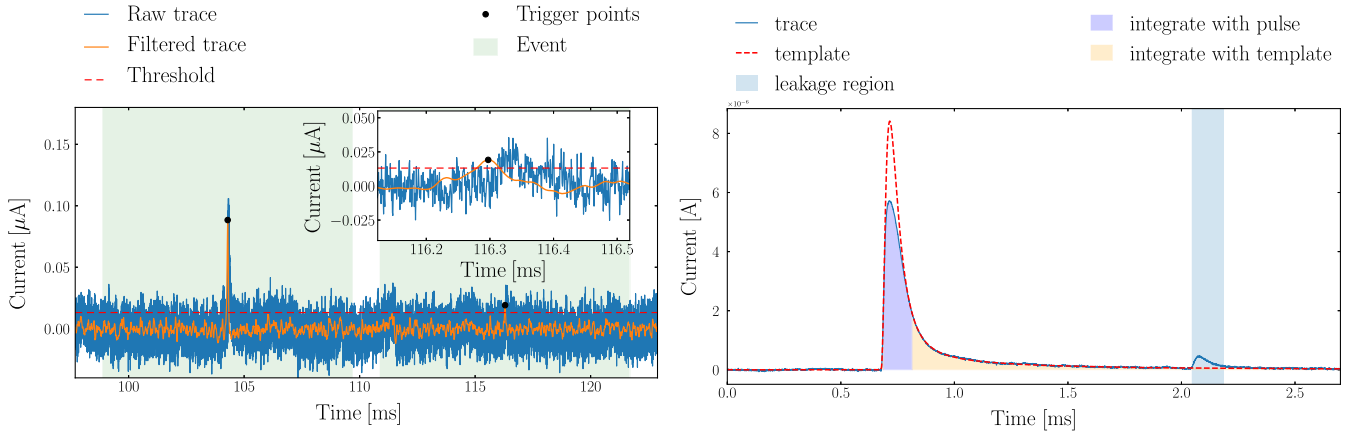 Raw trace
Filtered trace
Threshold
Trigger points
Event
Current [μA]
0.15
0.10
0.05
0.00
100
105
110
115
120
Time [ms]
Current [μA]
0.050
0.025
0.000
−0.025
116.2
116.3
116.4
116.5
Time [ms]
trace
template
leakage region
integrate with pulse
integrate with template
×10⁻⁶
Current [A]
8
6
4
2
0
0.0
0.5
1.0
1.5
2.0
2.5
Time [ms]